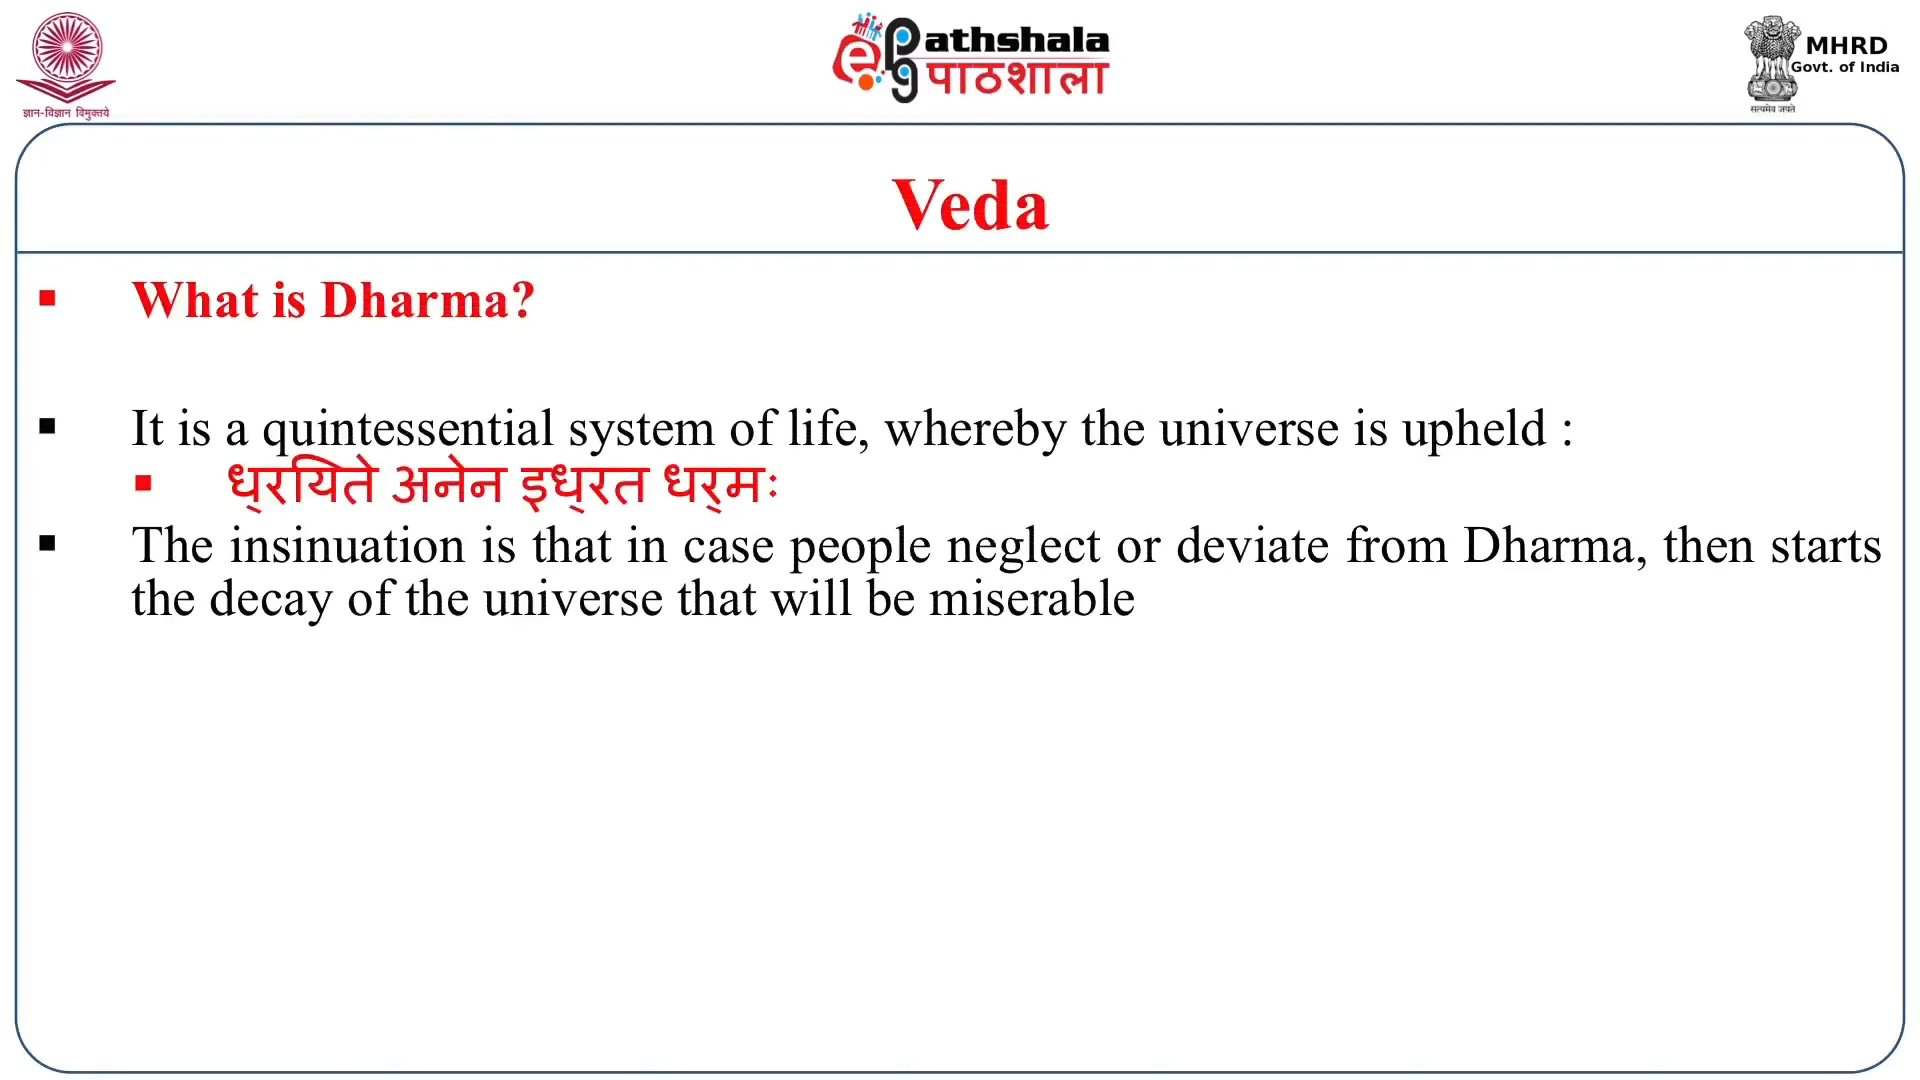 ज्ञान-विज्ञान विमुक्तये
e pg Pathshala
पाठशाला
MHRD
Govt. of India
सत्यमेव जयते
Veda
▪ What is Dharma?
▪ It is a quintessential system of life, whereby the universe is upheld :
▪ ध्‌रयिते अनेन इध्‌रत धर्‌मः
▪ The insinuation is that in case people neglect or deviate from Dharma, then starts
the decay of the universe that will be miserable